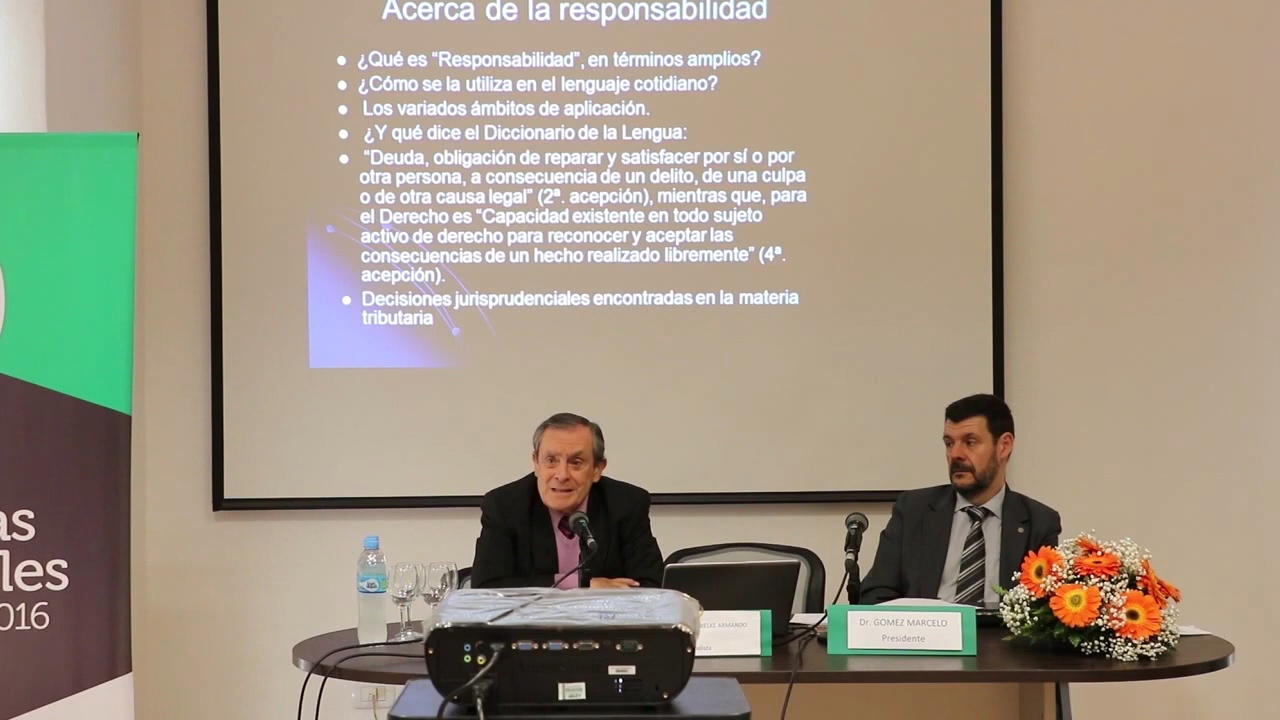 Acerca de la responsabilidad
● ¿Qué es “Responsabilidad”, en términos amplios?
● ¿Cómo se la utiliza en el lenguaje cotidiano?
● Los variados ámbitos de aplicación.
● ¿Y qué dice el Diccionario de la Lengua:
● “Deuda, obligación de reparar y satisfacer por sí o por
otra persona, a consecuencia de un delito, de una culpa
o de otra causa legal” (2ª. acepción), mientras que, para
el Derecho es “Capacidad existente en todo sujeto
activo de derecho para reconocer y aceptar las
consecuencias de un hecho realizado libremente” (4ª.
acepción).
● Decisiones jurisprudenciales encontradas en la materia
tributaria
as
les
2016
ARMANDO
Dr. GOMEZ MARCELO
Presidente